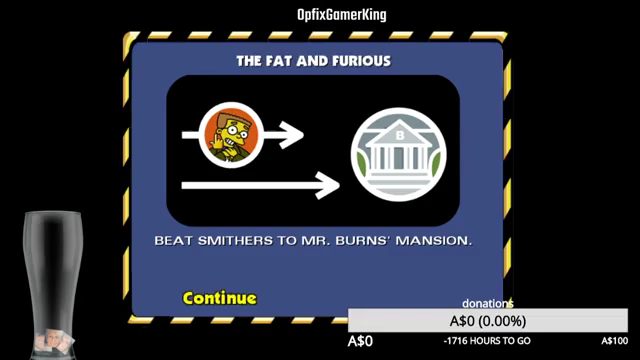 OpfixGamerKing
THE FAT AND FURIOUS
B
BEAT SMITHERS TO MR. BURNS' MANSION.
Continue
donations
A$0 (0.00%)
A$0
-1716 HOURS TO GO
A$100